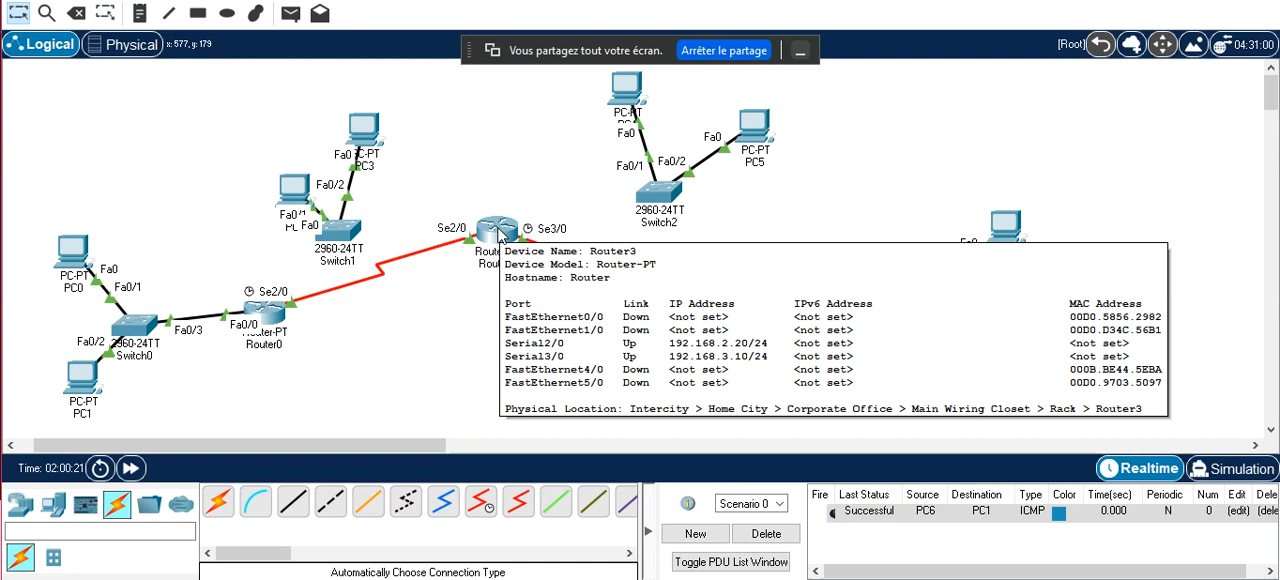 Logical
Physical
x: 577, y: 179
Vous partagez tout votre écran.
Arrêter le partage
[Root]
04:31:00
PC-PT
Fa0
Fa0/1
Fa0/2
Fa0
PC-PT
PC5
2960-24TT
Switch2
Fa0
PC3
Fa0/2
Fa0
2960-24TT
Switch1
PC-PT
PC0
Fa0
Fa0/1
Fa0/2
Fa0/3
2960-24TT
Switch0
PC-PT
PC1
Se2/0
Fa0/0
Router-PT
Router0
Se2/0
Se3/0
Device Name: Router3
Device Model: Router-PT
Hostname: Router
Port Link IP Address IPv6 Address MAC Address
FastEthernet0/0 Down <not set> <not set> 00D0.5856.2982
FastEthernet1/0 Down <not set> <not set> 00D0.D34C.56B1
Serial2/0 Up 192.168.2.20/24 <not set> <not set>
Serial3/0 Up 192.168.3.10/24 <not set> <not set>
FastEthernet4/0 Down <not set> <not set> 000B.BE44.5EBA
FastEthernet5/0 Down <not set> <not set> 00D0.9703.5097
Physical Location: Intercity > Home City > Corporate Office > Main Wiring Closet > Rack > Router3
Time: 02:00:21
Realtime
Simulation
Scenario 0
New
Delete
Toggle PDU List Window
Fire Last Status Source Destination Type Color Time(sec) Periodic Num Edit Dele
Successful PC6 PC1 ICMP 0.000 N 0 (edit) (dele
Automatically Choose Connection Type